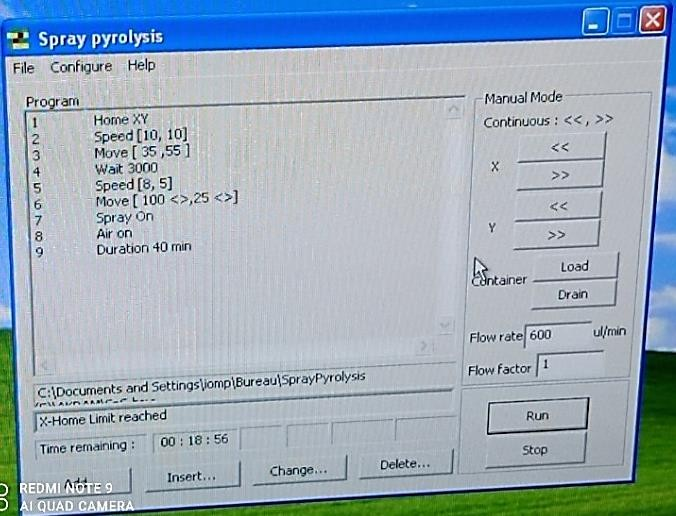 Spray pyrolysis
File Configure Help
Program
1 Home XY
2 Speed [10, 10]
3 Move [ 35 ,55 ]
4 Wait 3000
5 Speed [8, 5]
6 Move [ 100 <>,25 <>]
7 Spray On
8 Air on
9 Duration 40 min
C:\Documents and Settings\iomp\Bureau\SprayPyrolysis
X-Home Limit reached
Time remaining : 00 : 18 : 56
Add... Insert... Change... Delete...
Manual Mode
Continuous : <<, >>
X << >>
Y << >>
Container Load
Drain
Flow rate 600 ul/min
Flow factor 1
Run
Stop
REDMI NOTE 9
AI QUAD CAMERA